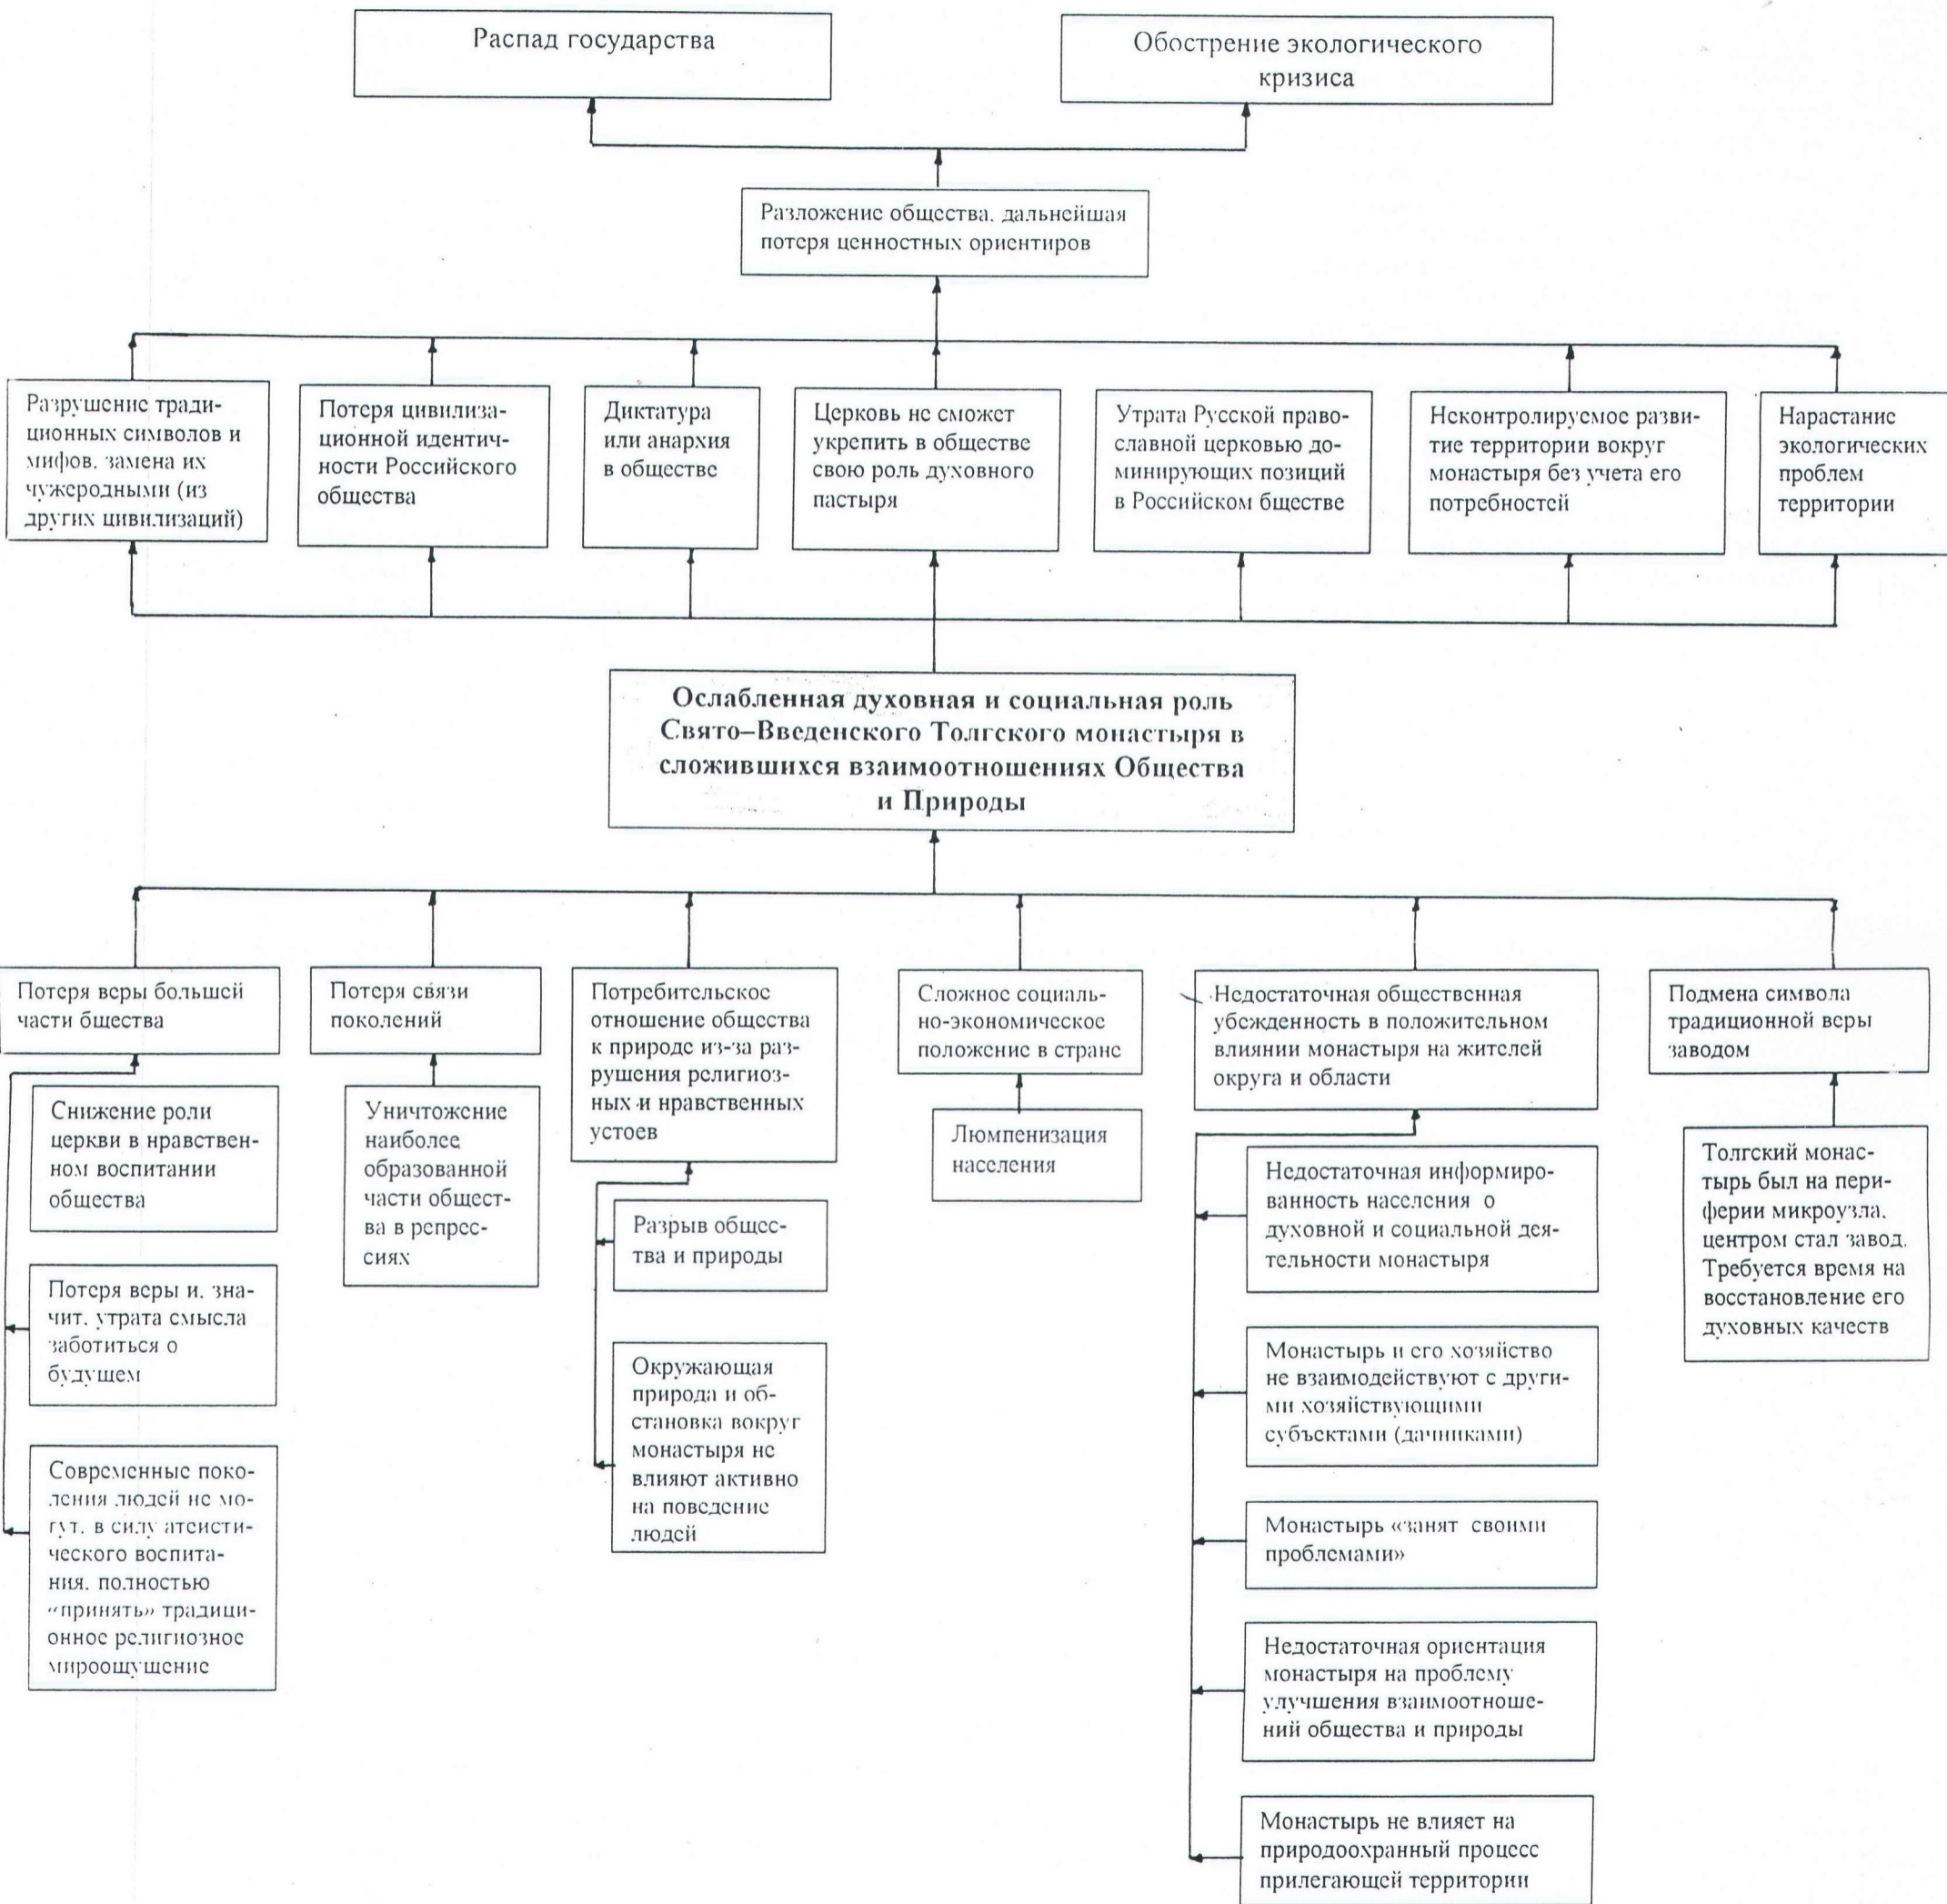 Распад государства
Обострение экологического
кризиса
Разложение общества, дальнейшая
потеря ценностных ориентиров
Разрушение тради-
ционных символов и
мифов, замена их
чужеродными (из
других цивилизаций)
Потеря цивилиза-
ционной идентич-
ности Российского
общества
Диктатура
или анархия
в обществе
Церковь не сможет
укрепить в обществе
свою роль духовного
пастыря
Утрата Русской право-
славной церковью до-
минирующих позиций
в Российском бществе
Неконтролируемое разви-
тие территории вокруг
монастыря без учета его
потребностей
Нарастание
экологических
проблем
территории
Ослабленная духовная и социальная роль
Свято–Введенского Толгского монастыря в
сложившихся взаимоотношениях Общества
и Природы
Потеря веры большей
части бщества
Снижение роли
церкви в нравствен-
ном воспитании
общества
Потеря веры и, зна-
чит, утрата смысла
заботиться о
будущем
Современные поко-
ления людей не мо-
гут, в силу атеисти-
ческого воспита-
ния, полностью
«принять» традици-
онное религиозное
мироощущение
Потеря связи
поколений
Уничтожение
наиболее
образованной
части общест-
ва в репрес-
сиях
Потребительское
отношение общества
к природе из-за раз-
рушения религиоз-
ных и нравственных
устоев
Разрыв общес-
тва и природы
Окружающая
природа и об-
становка вокруг
монастыря не
влияют активно
на поведение
людей
Сложное социаль-
но-экономическое
положение в стране
Люмпенизация
населения
Недостаточная общественная
убежденность в положительном
влиянии монастыря на жителей
округа и области
Недостаточная информиро-
ванность населения о
духовной и социальной дея-
тельности монастыря
Монастырь и его хозяйство
не взаимодействуют с други-
ми хозяйствующими
субъектами (дачниками)
Монастырь «занят своими
проблемами»
Недостаточная ориентация
монастыря на проблему
улучшения взаимоотноше-
ний общества и природы
Монастырь не влияет на
природоохранный процесс
прилегающей территории
Подмена символа
традиционной веры
заводом
Толгский монас-
тырь был на пери-
ферии микроузла,
центром стал завод.
Требуется время на
восстановление его
духовных качеств